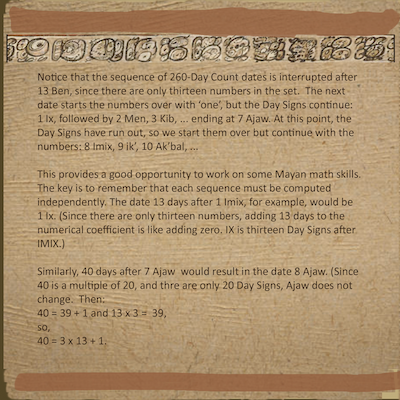 Notice that the sequence of 260-Day Count dates is interrupted after
13 Ben, since there are only thirteen numbers in the set.  The next
date starts the numbers over with ‘one’, but the Day Signs continue:
1 Ix, followed by 2 Men, 3 Kib, ... ending at 7 Ajaw. At this point, the
Day Signs have run out, so we start them over but continue with the
numbers: 8 Imix, 9 ik’, 10 Ak’bal, ...
This provides a good opportunity to work on some Mayan math skills.
The key is to remember that each sequence must be computed
independently. The date 13 days after 1 Imix, for example, would be
1 Ix. (Since there are only thirteen numbers, adding 13 days to the
numerical coefficient is like adding zero. IX is thirteen Day Signs after
IMIX.)
Similarly, 40 days after 7 Ajaw  would result in the date 8 Ajaw. (Since
40 is a multiple of 20, and thre are only 20 Day Signs, Ajaw does not
change.  Then:
40 = 39 + 1 and 13 x 3 =  39,
so,
40 = 3 x 13 + 1.